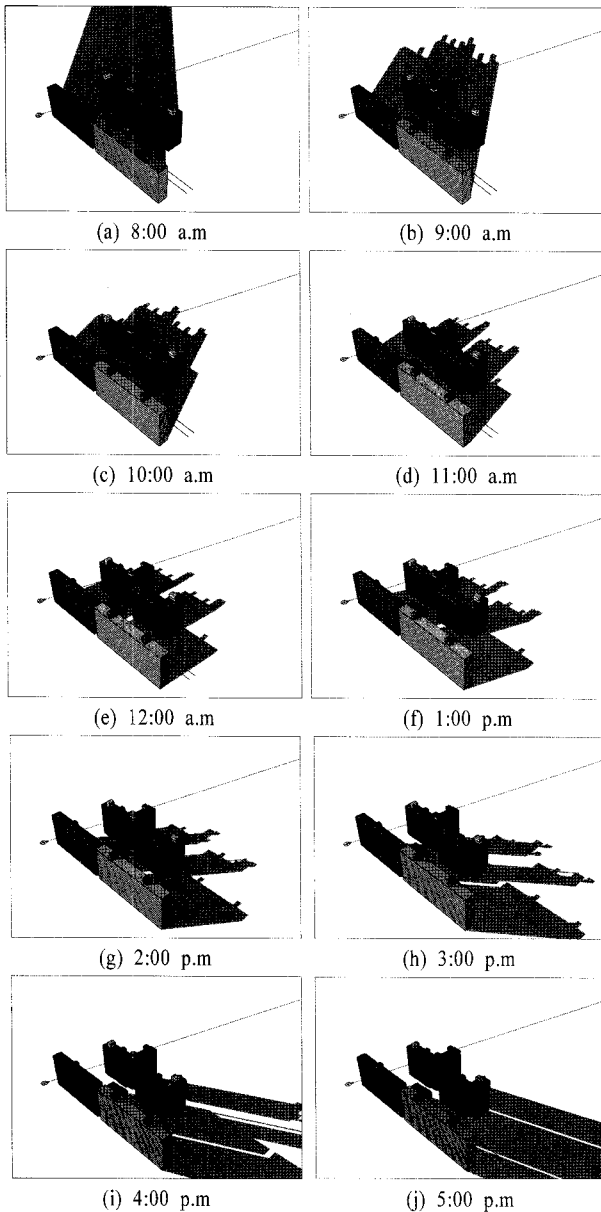 (a) 8:00 a.m (b) 9:00 a.m
(c) 10:00 a.m (d) 11:00 a.m
(e) 12:00 a.m (f) 1:00 p.m
(g) 2:00 p.m (h) 3:00 p.m
(i) 4:00 p.m (j) 5:00 p.m